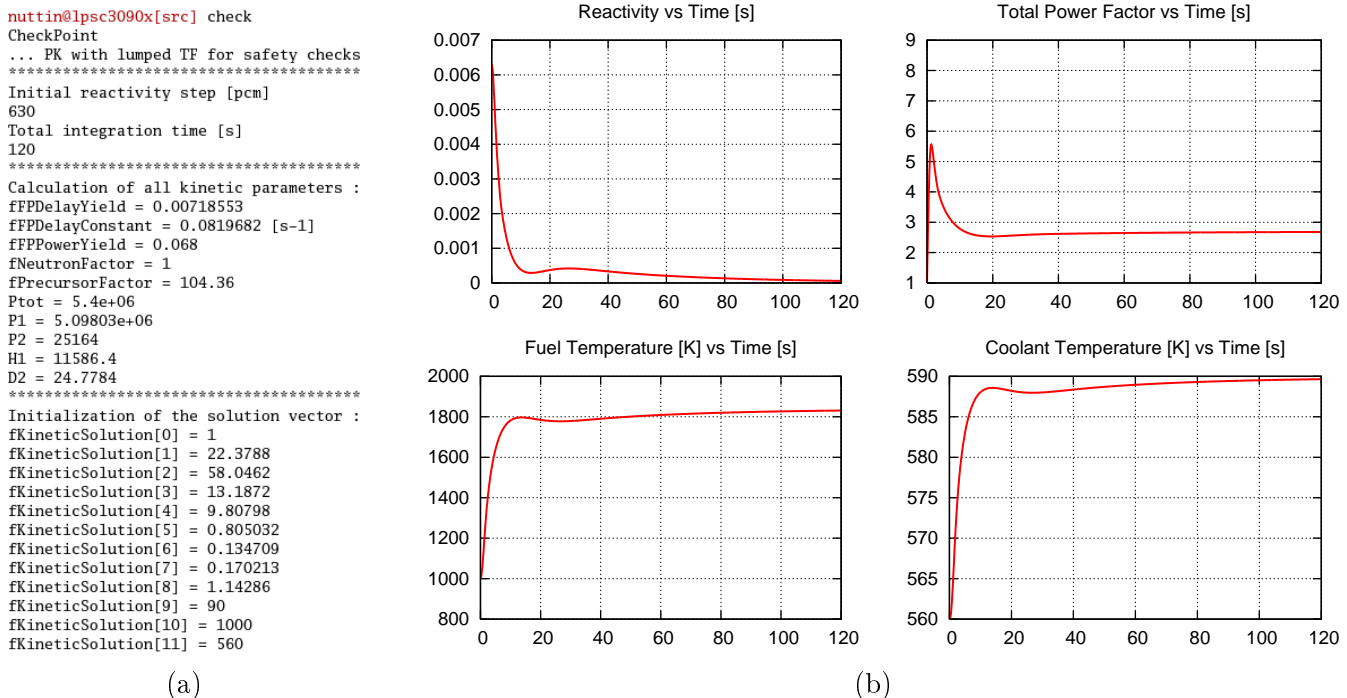 nuttin@lpsc3090x[src] check
CheckPoint
... PK with lumped TF for safety checks
***************************************
Initial reactivity step [pcm]
630
Total integration time [s]
120
***************************************
Calculation of all kinetic parameters :
fFPDelayYield = 0.00718553
fFPDelayConstant = 0.0819682 [s-1]
fFPPowerYield = 0.068
fNeutronFactor = 1
fPrecursorFactor = 104.36
Ptot = 5.4e+06
P1 = 5.09803e+06
P2 = 25164
H1 = 11586.4
D2 = 24.7784
***************************************
Initialization of the solution vector :
fKineticSolution[0] = 1
fKineticSolution[1] = 22.3788
fKineticSolution[2] = 58.0462
fKineticSolution[3] = 13.1872
fKineticSolution[4] = 9.80798
fKineticSolution[5] = 0.805032
fKineticSolution[6] = 0.134709
fKineticSolution[7] = 0.170213
fKineticSolution[8] = 1.14286
fKineticSolution[9] = 90
fKineticSolution[10] = 1000
fKineticSolution[11] = 560
(a)
Reactivity vs Time [s]
0.007
0.006
0.005
0.004
0.003
0.002
0.001
0
0 20 40 60 80 100 120
Total Power Factor vs Time [s]
9
8
7
6
5
4
3
2
1
0 20 40 60 80 100 120
Fuel Temperature [K] vs Time [s]
2000
1800
1600
1400
1200
1000
800
0 20 40 60 80 100 120
Coolant Temperature [K] vs Time [s]
590
585
580
575
570
565
560
0 20 40 60 80 100 120
(b)